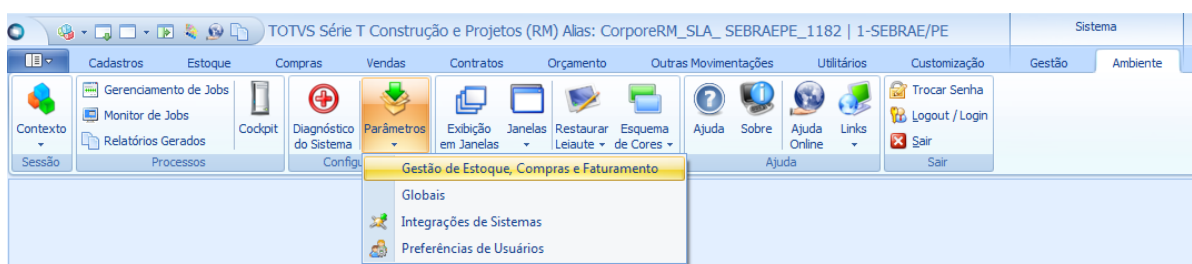 TOTVS Série T Construção e Projetos (RM) Alias: CorporeRM_SLA_ SEBRAEPE_1182 | 1-SEBRAE/PE
Sistema
Cadastros Estoque Compras Vendas Contratos Orçamento Outras Movimentações Utilitários Customização Gestão Ambiente
Contexto
Sessão
Gerenciamento de Jobs
Monitor de Jobs
Relatórios Gerados
Cockpit
Processos
Diagnóstico
do Sistema
Parâmetros
Configu
Exibição
em Janelas
Janelas
Restaurar
Leiaute
Esquema
de Cores
Ajuda
Sobre
Ajuda
Online
Links
Ajuda
Trocar Senha
Logout / Login
Sair
Sair
Gestão de Estoque, Compras e Faturamento
Globais
Integrações de Sistemas
Preferências de Usuários